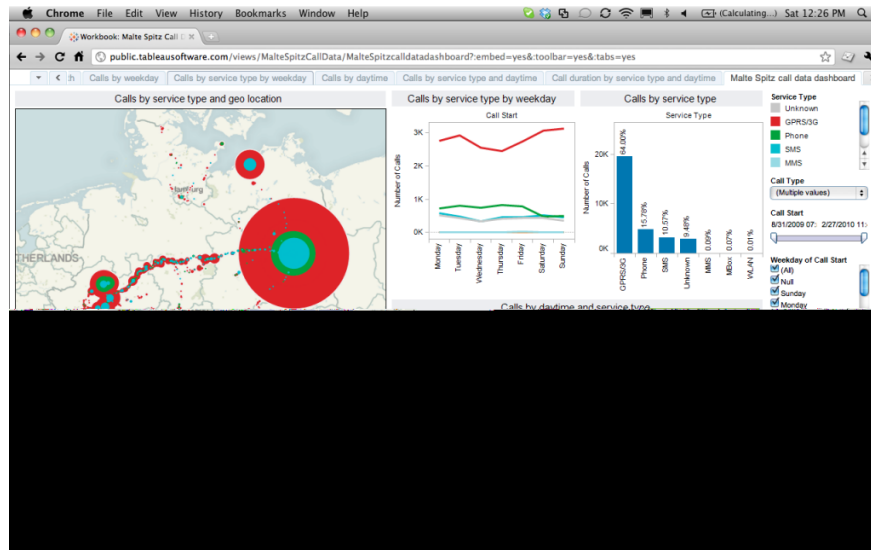 Chrome File Edit View History Bookmarks Window Help (Calculating...) Sat 12:26 PM
Workbook: Malte Spitz Call D
public.tableausoftware.com/views/MalteSpitzCallData/MalteSpitzcalldatadashboard?:embed=yes&:toolbar=yes&:tabs=yes
Calls by weekday Calls by service type by weekday Calls by daytime Calls by service type and daytime Call duration by service type and daytime Malte Spitz call data dashboard
Calls by service type and geo location
Hamburg
THERLANDS
Calls by service type by weekday
Call Start
Number of Calls
3K
2K
1K
0K
Monday
Tuesday
Wednesday
Thursday
Friday
Saturday
Sunday
Calls by service type
Service Type
Number of Calls
20K
10K
0K
64.00%
15.78%
10.57%
9.48%
0.09%
0.07%
0.01%
GPRS/3G
Phone
SMS
Unknown
MMS
MBox
WLAN
Calls by daytime and service type
Service Type
Unknown
GPRS/3G
Phone
SMS
MMS
Call Type
(Multiple values)
Call Start
8/31/2009 07: 2/27/2010 11:
Weekday of Call Start
(All)
Null
Sunday
Monday